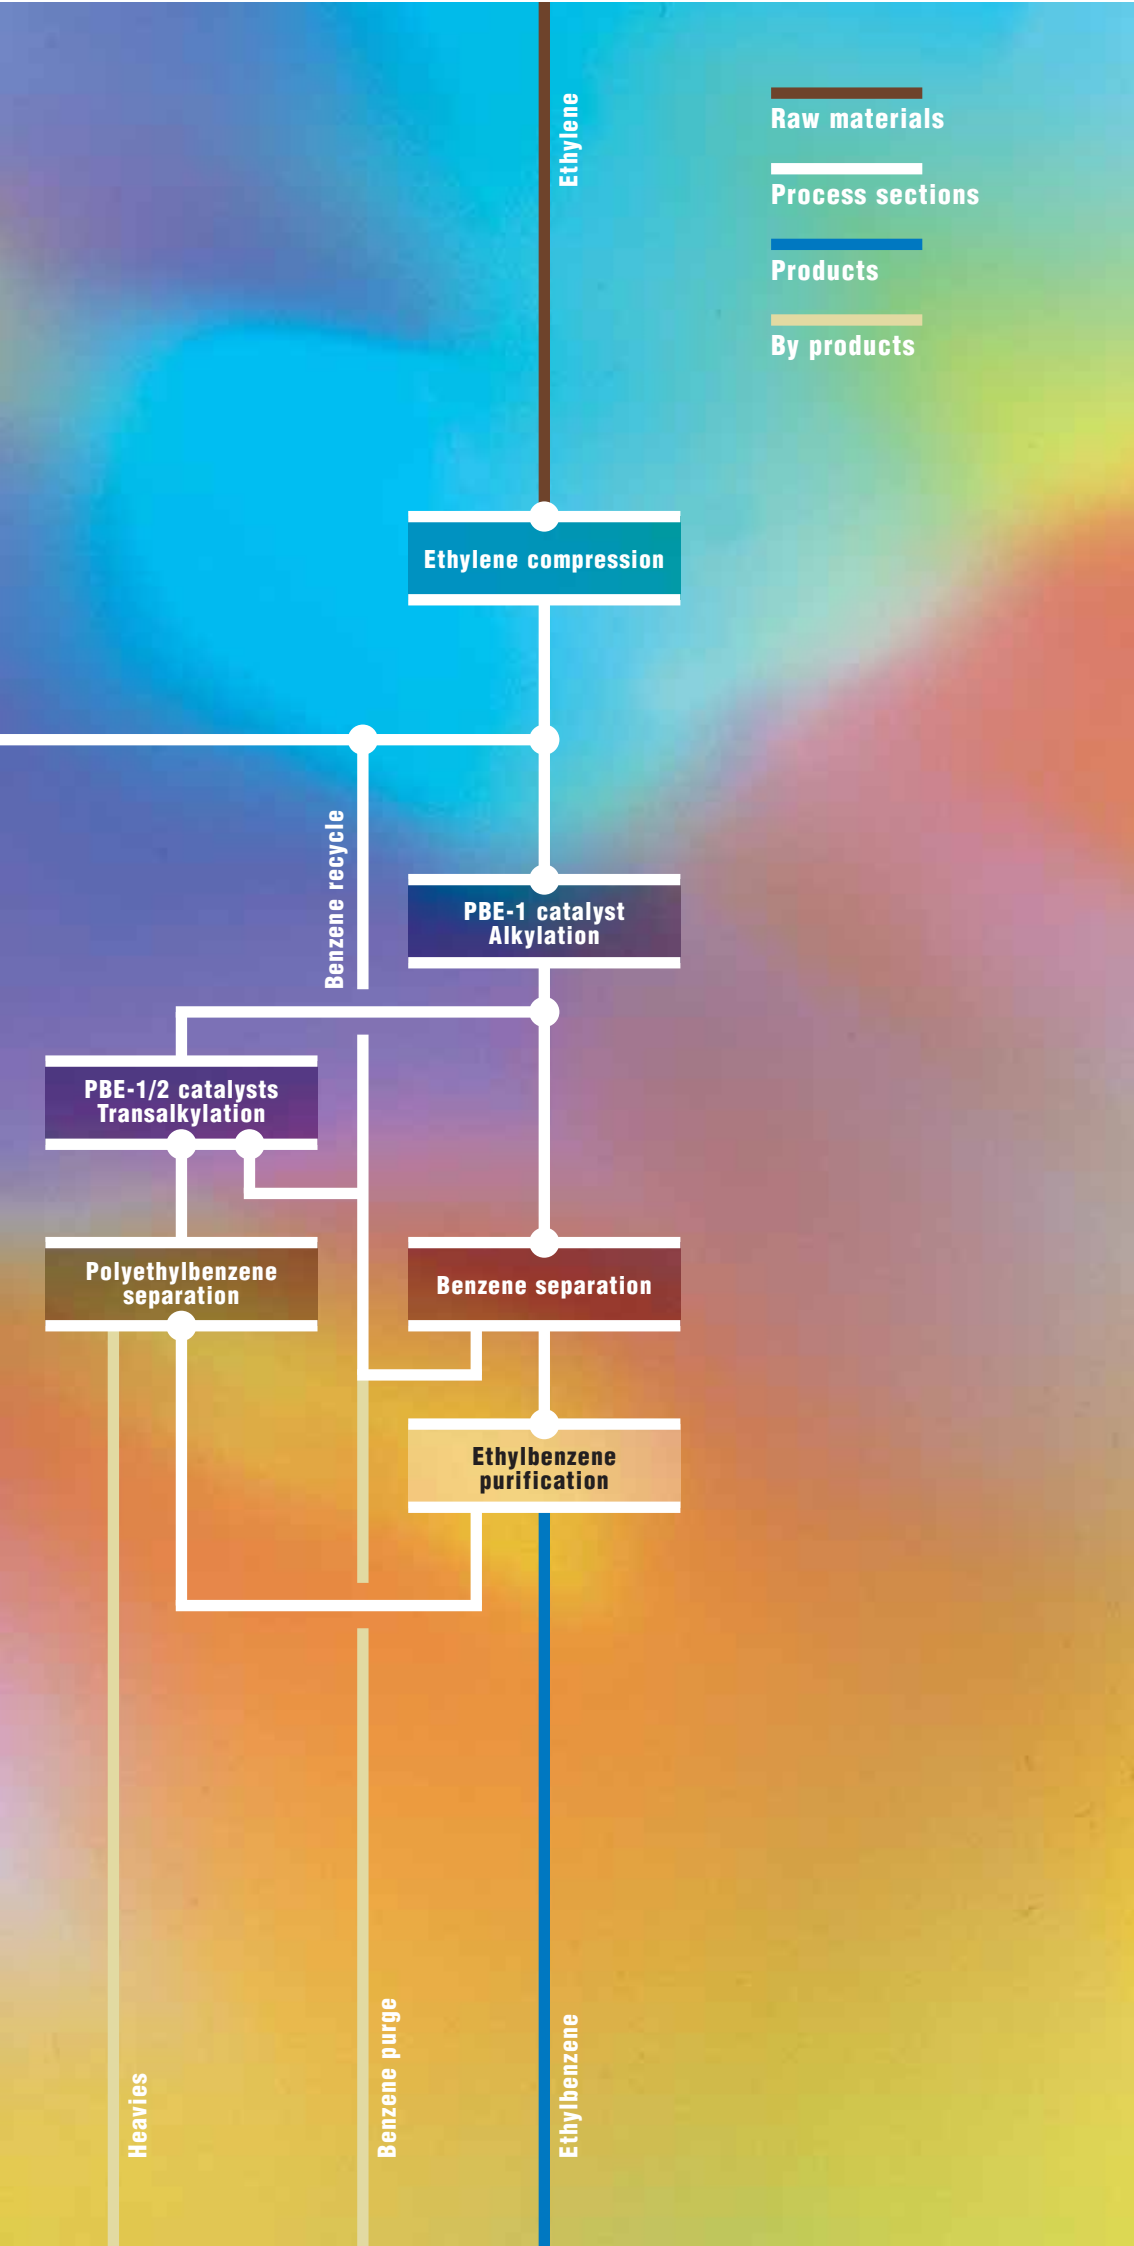 Ethylene
Raw materials
Process sections
Products
By products
Ethylene compression
Benzene recycle
PBE-1 catalyst
Alkylation
PBE-1/2 catalysts
Transalkylation
Polyethylbenzene
separation
Benzene separation
Ethylbenzene
purification
Heavies
Benzene purge
Ethylbenzene